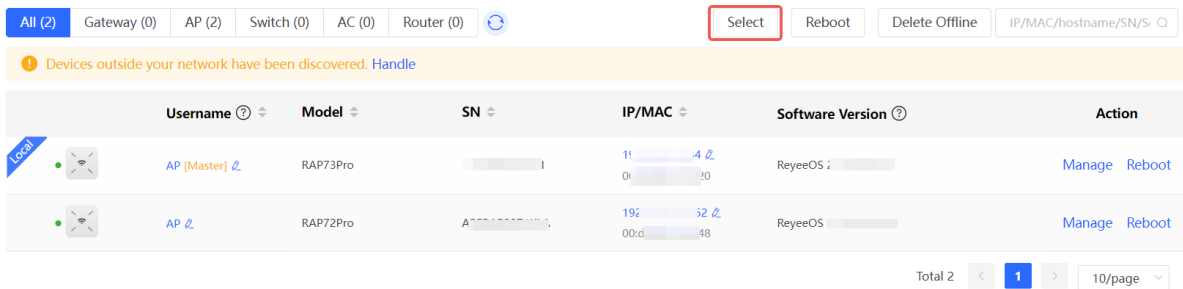 All (2) Gateway (0) AP (2) Switch (0) AC (0) Router (0) Select Reboot Delete Offline IP/MAC/hostname/SN/S
Devices outside your network have been discovered. Handle
Username Model SN IP/MAC Software Version Action
Local
AP [Master] RAP73Pro ReyeeOS Manage Reboot
AP RAP72Pro ReyeeOS Manage Reboot
Total 2 1 10/page